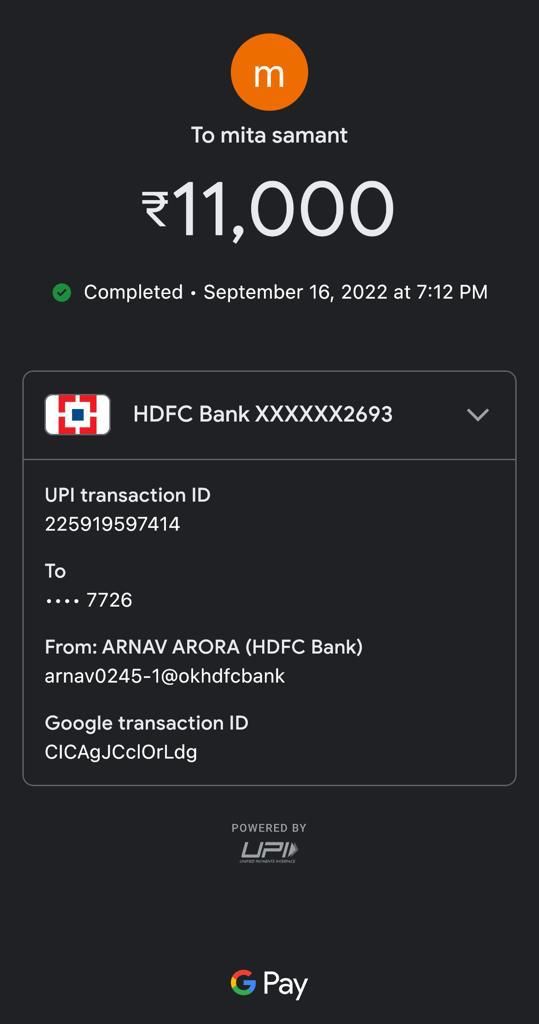 m
To mita samant
₹11,000
Completed • September 16, 2022 at 7:12 PM
HDFC Bank XXXXXX2693
UPI transaction ID
225919597414
To
•••• 7726
From: ARNAV ARORA (HDFC Bank)
arnav0245-1@okhdfcbank
Google transaction ID
CICAgJCclOrLdg
POWERED BY
UPI
UNIFIED PAYMENTS INTERFACE
G Pay